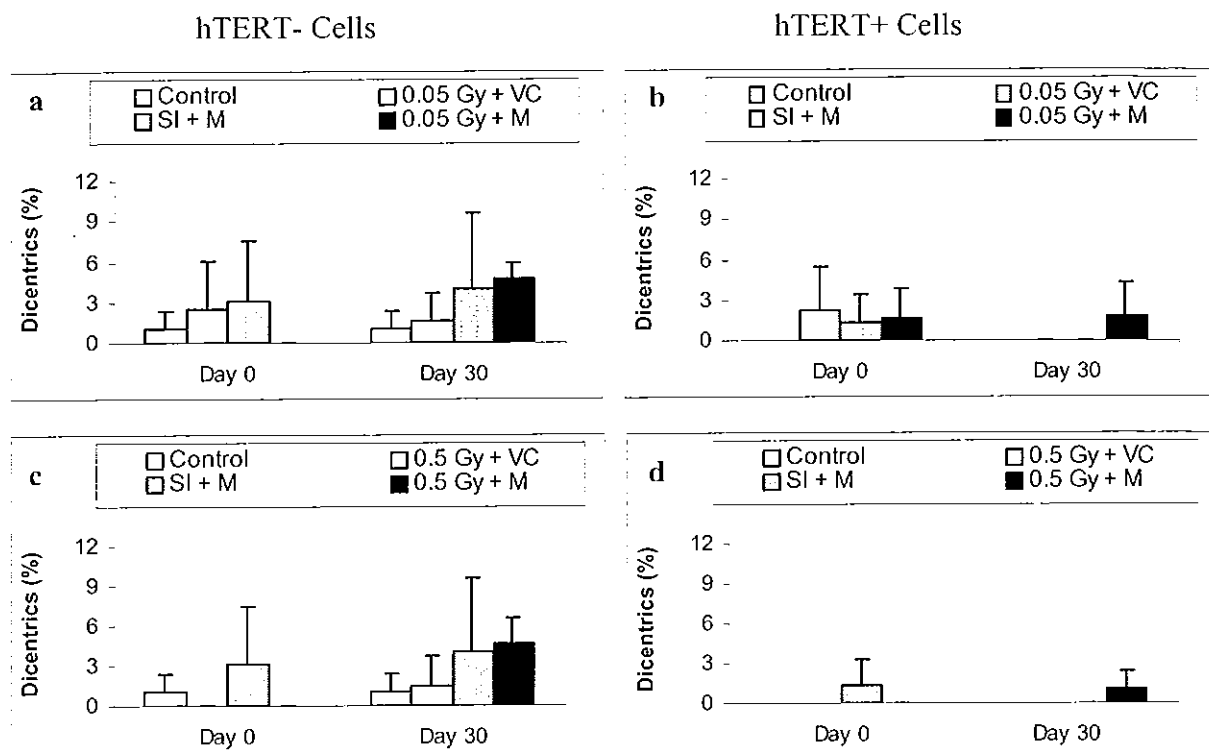 hTERT- Cells
hTERT+ Cells
a
Control
0.05 Gy + VC
SI + M
0.05 Gy + M
Dicentrics (%)
12
9
6
3
0
Day 0
Day 30
b
Control
0.05 Gy + VC
SI + M
0.05 Gy + M
Dicentrics (%)
12
9
6
3
0
Day 0
Day 30
c
Control
0.5 Gy + VC
SI + M
0.5 Gy + M
Dicentrics (%)
12
9
6
3
0
Day 0
Day 30
d
Control
0.5 Gy + VC
SI + M
0.5 Gy + M
Dicentrics (%)
12
9
6
3
0
Day 0
Day 30